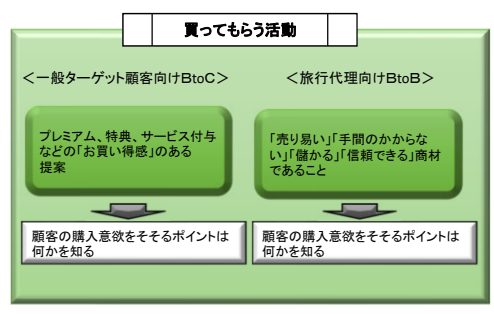 買ってもらう活動
＜一般ターゲット顧客向けBtoC＞
プレミアム、特典、サービス付与
などの「お買い得感」のある
提案
顧客の購入意欲をそそるポイントは
何かを知る
＜旅行代理向けBtoB＞
「売り易い」「手間のかからな
い」「儲かる」「信頼できる」商材
であること
顧客の購入意欲をそそるポイントは
何かを知る